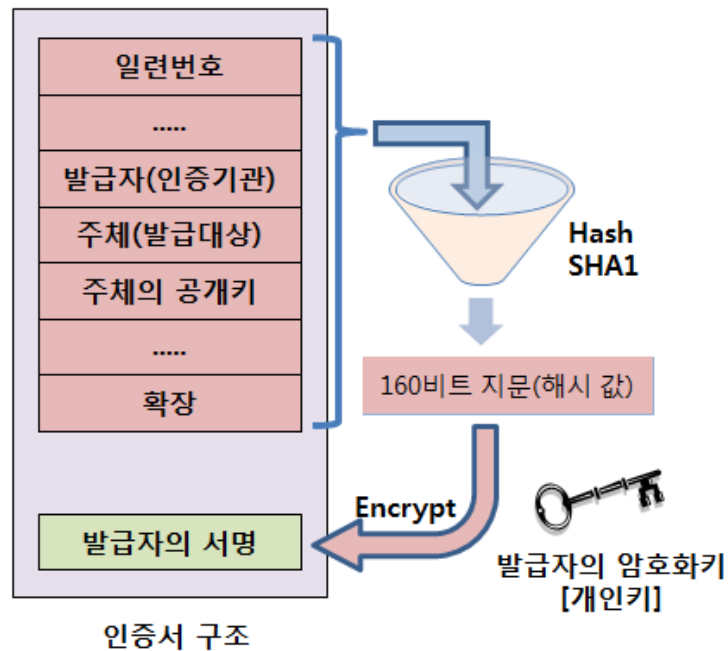 일련번호
.....
발급자(인증기관)
주체(발급대상)
주체의 공개키
.....
확장
발급자의 서명
인증서 구조
Hash
SHA1
160비트 지문(해시 값)
Encrypt
발급자의 암호화키
[개인키]